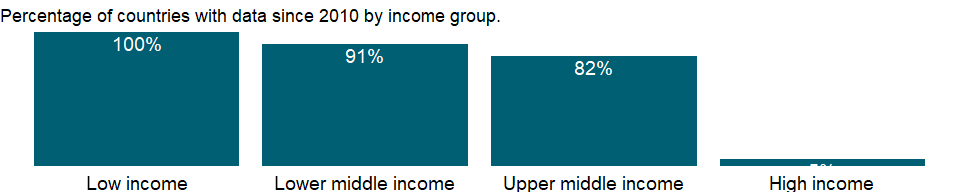 Percentage of countries with data since 2010 by income group.
100%
91%
82%
Low income
Lower middle income
Upper middle income
High income